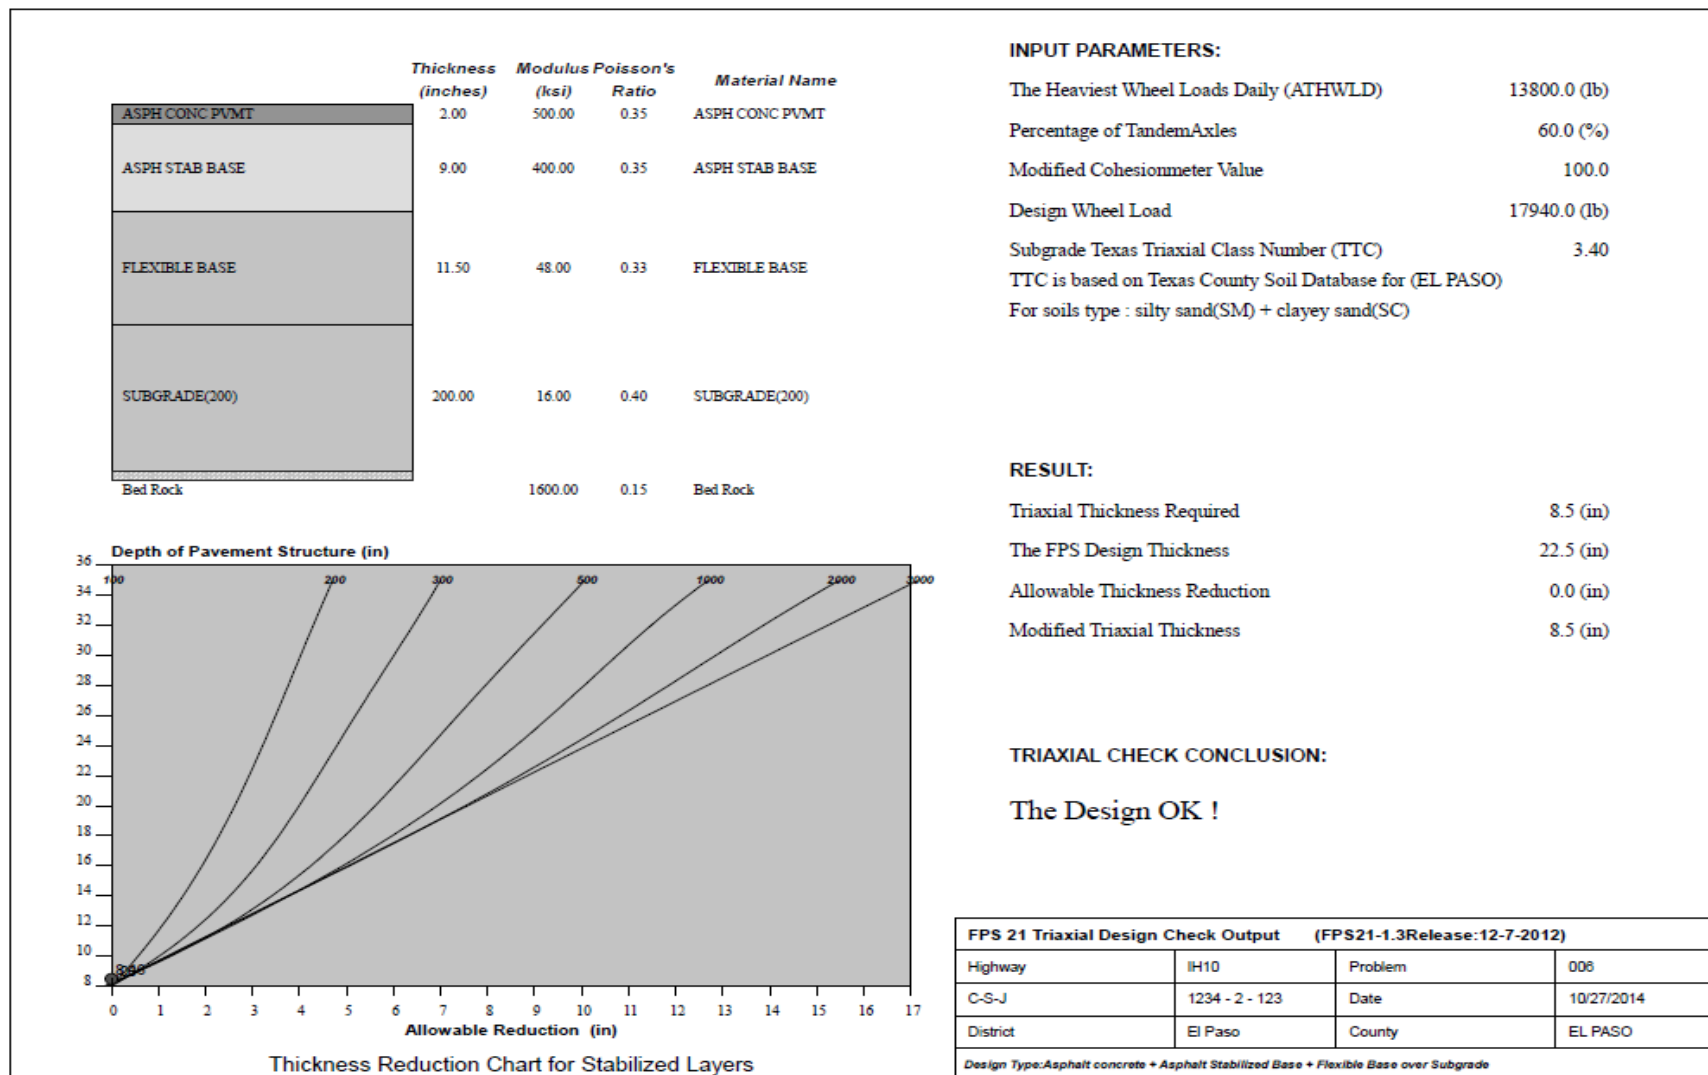 Thickness Modulus Poisson's Material Name
(inches) (ksi) Ratio
ASPH CONC PVMT 2.00 500.00 0.35 ASPH CONC PVMT
ASPH STAB BASE 9.00 400.00 0.35 ASPH STAB BASE
FLEXIBLE BASE 11.50 48.00 0.33 FLEXIBLE BASE
SUBGRADE(200) 200.00 16.00 0.40 SUBGRADE(200)
Bed Rock 1600.00 0.15 Bed Rock
Depth of Pavement Structure (in)
36
34
32
30
28
26
24
22
20
18
16
14
12
10
8
100 200 300 500 1000 2000 3000
0 1 2 3 4 5 6 7 8 9 10 11 12 13 14 15 16 17
Allowable Reduction (in)
Thickness Reduction Chart for Stabilized Layers
INPUT PARAMETERS:
The Heaviest Wheel Loads Daily (ATHWLD) 13800.0 (lb)
Percentage of TandemAxles 60.0 (%)
Modified Cohesionmeter Value 100.0
Design Wheel Load 17940.0 (lb)
Subgrade Texas Triaxial Class Number (TTC) 3.40
TTC is based on Texas County Soil Database for (EL PASO)
For soils type : silty sand(SM) + clayey sand(SC)
RESULT:
Triaxial Thickness Required 8.5 (in)
The FPS Design Thickness 22.5 (in)
Allowable Thickness Reduction 0.0 (in)
Modified Triaxial Thickness 8.5 (in)
TRIAXIAL CHECK CONCLUSION:
The Design OK !
FPS 21 Triaxial Design Check Output (FPS21-1.3Release:12-7-2012)
Highway IH10 Problem 006
C-S-J 1234 - 2 - 123 Date 10/27/2014
District El Paso County EL PASO
Design Type:Asphalt concrete + Asphalt Stabilized Base + Flexible Base over Subgrade